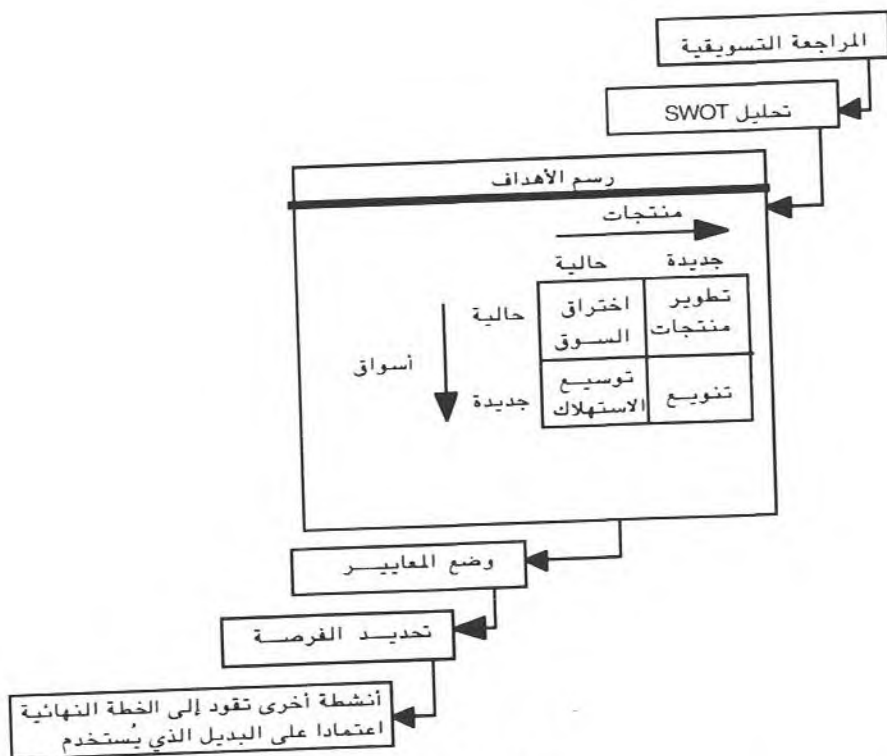 المراجعة التسويقية
تحليل SWOT
رسم الأهداف
منتجات
حالية جديدة
حالية
اختراق
السوق
تطوير
منتجات
أسواق
جديدة
توسيع
الاستهلاك
تنويع
وضع المعايير
تحديد الفرصة
أنشطة أخرى تقود إلى الخطة النهائية
اعتمادا على البديل الذي يُستخدم